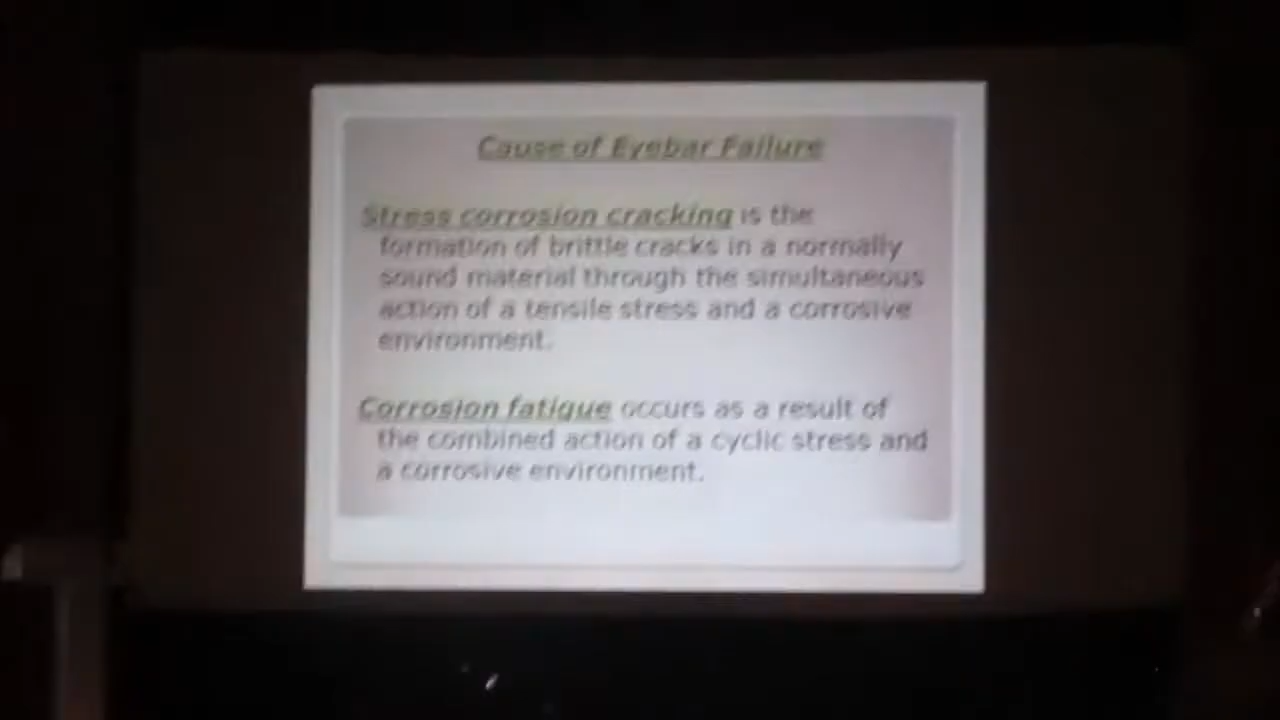 Cause of Eyebar Failure
Stress corrosion cracking is the
formation of brittle cracks in a normally
sound material through the simultaneous
action of a tensile stress and a corrosive
environment.
Corrosion fatigue occurs as a result of
the combined action of a cyclic stress and
a corrosive environment.